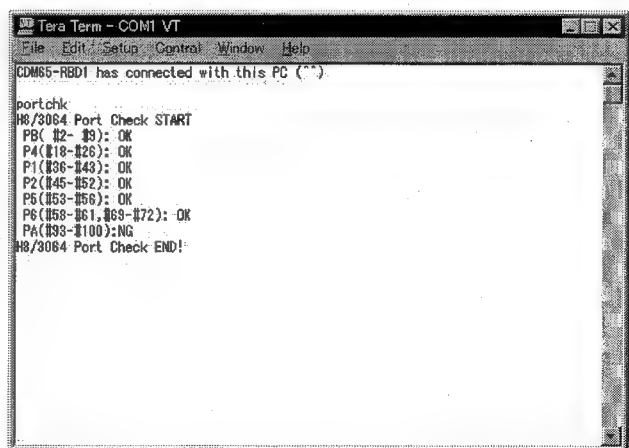 Tera Term - COM1 VT
File Edit Setup Control Window Help
CDM65-RBD1 has connected with this PC (^^)
portchk
H8/3064 Port Check START
PB( #2- #9): OK
P4(#18-#26): OK
P1(#36-#43): OK
P2(#45-#52): OK
P5(#53-#56): OK
P6(#58-#61,#69-#72): OK
PA(#93-#100):NG
H8/3064 Port Check END!